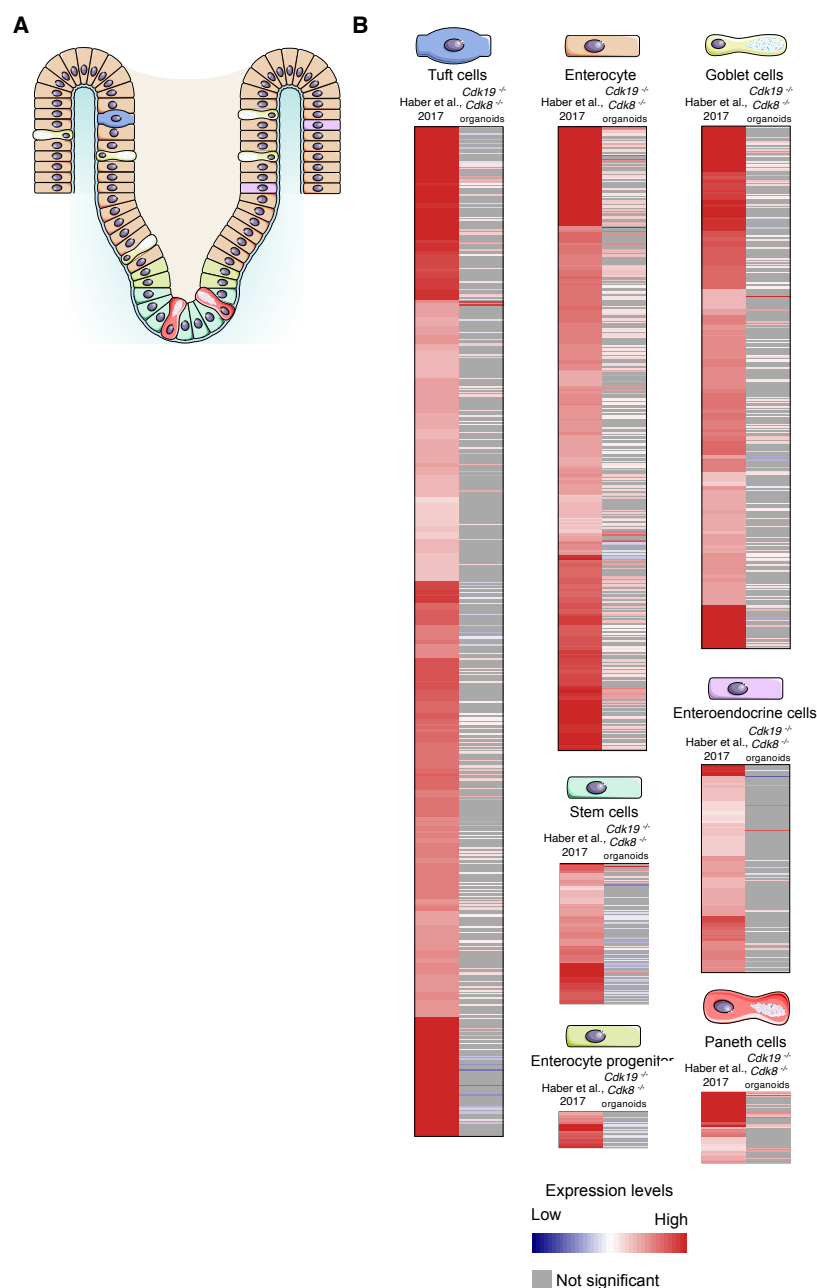 A
B
Tuft cells
Haber et al.,
2017
Cdk19 -/-
Cdk8 -/-
organoids
Enterocyte
Haber et al.,
2017
Cdk19 -/-
Cdk8 -/-
organoids
Goblet cells
Haber et al.,
2017
Cdk19 -/-
Cdk8 -/-
organoids
Enteroendocrine cells
Haber et al.,
2017
Cdk19 -/-
Cdk8 -/-
organoids
Stem cells
Haber et al.,
2017
Cdk19 -/-
Cdk8 -/-
organoids
Paneth cells
Haber et al.,
2017
Cdk19 -/-
Cdk8 -/-
organoids
Enterocyte progenitor
Haber et al.,
2017
Cdk19 -/-
Cdk8 -/-
organoids
Expression levels
Low High
Not significant